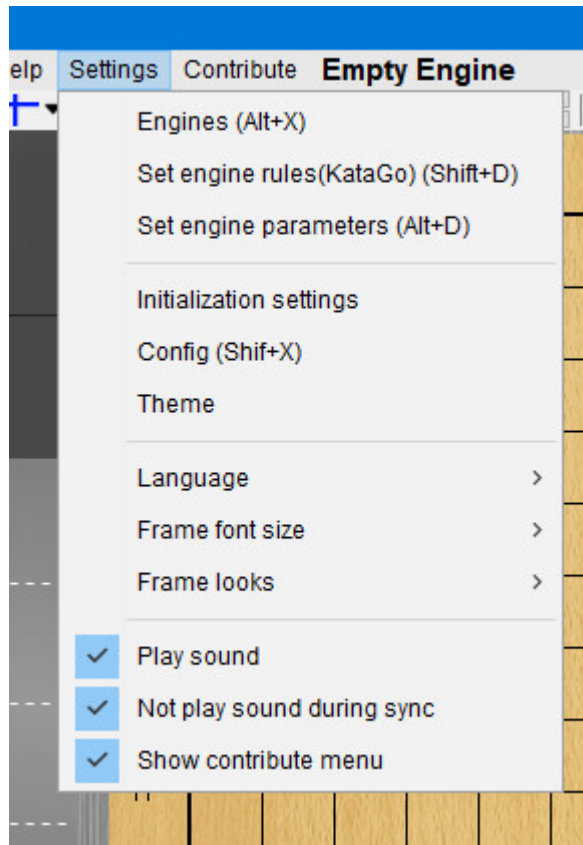 elp Settings Contribute Empty Engine
Engines (Alt+X)
Set engine rules(KataGo) (Shift+D)
Set engine parameters (Alt+D)
Initialization settings
Config (Shif+X)
Theme
Language
Frame font size
Frame looks
Play sound
Not play sound during sync
Show contribute menu